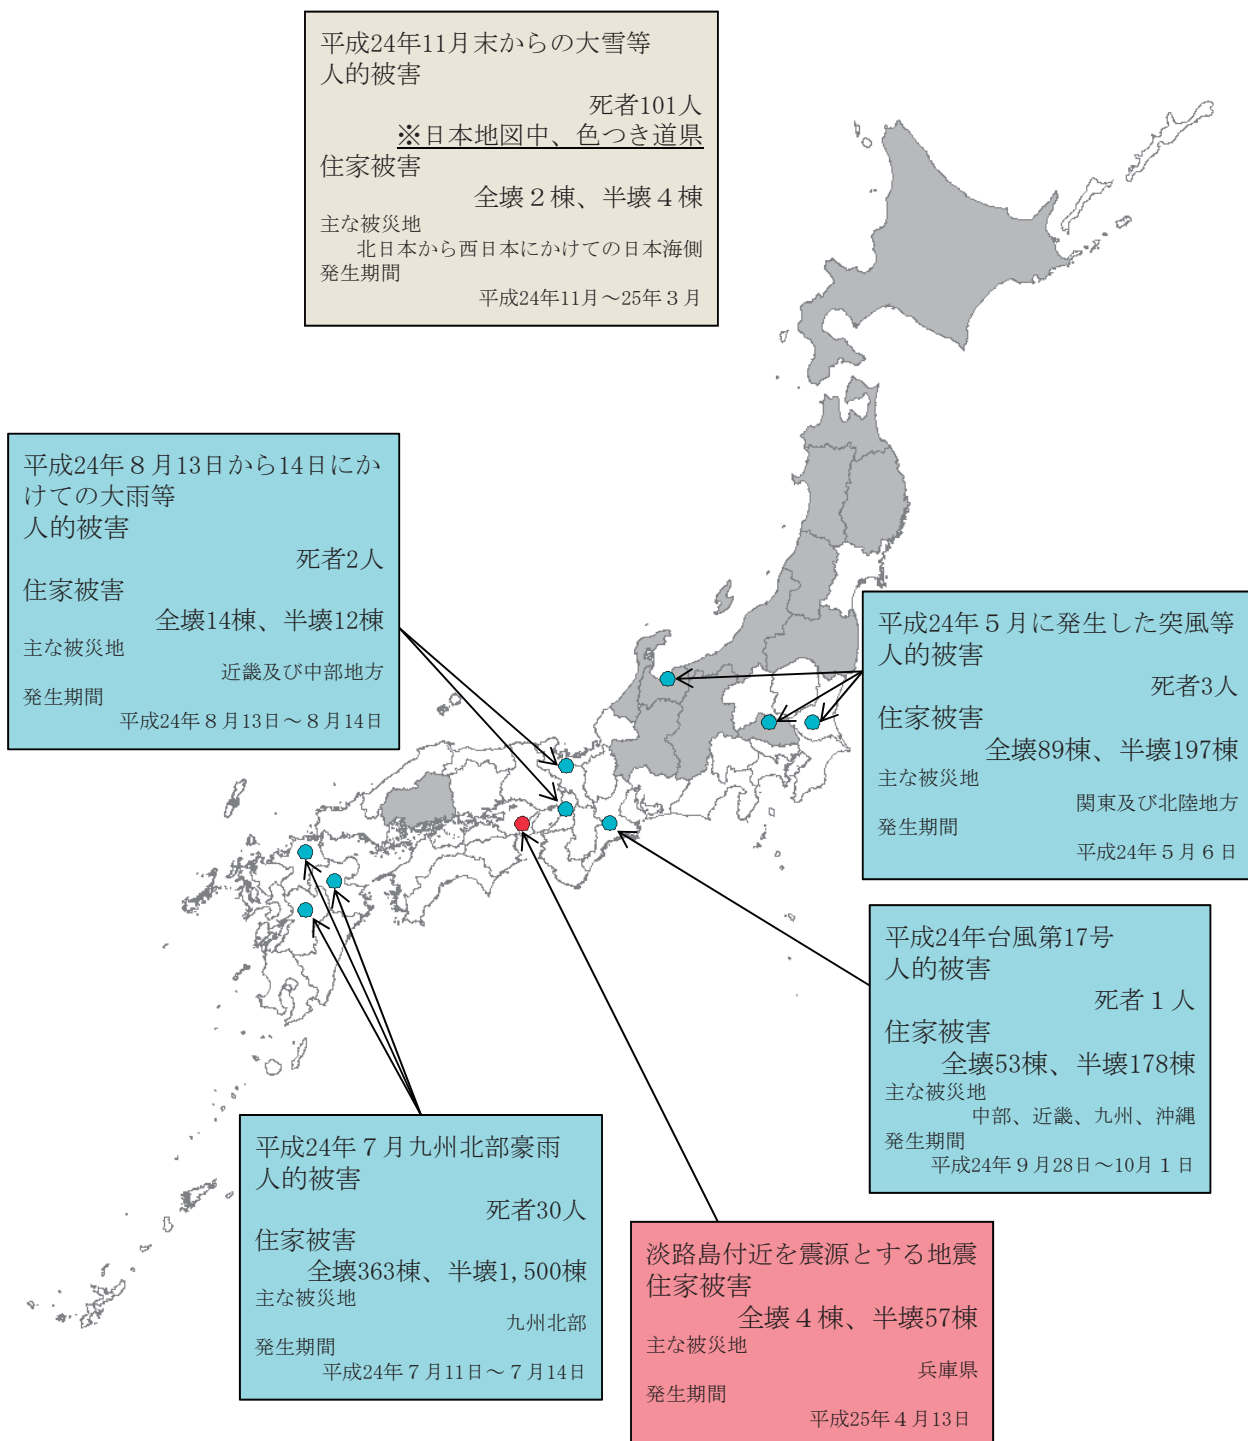 平成24年11月末からの大雪等
人的被害
死者101人
※日本地図中、色つき道県
住家被害
全壊２棟、半壊４棟
主な被災地
北日本から西日本にかけての日本海側
発生期間
平成24年11月～25年３月
平成24年８月13日から14日にか
けての大雨等
人的被害
死者2人
住家被害
全壊14棟、半壊12棟
主な被災地
近畿及び中部地方
発生期間
平成24年８月13日～８月14日
平成24年５月に発生した突風等
人的被害
死者3人
住家被害
全壊89棟、半壊197棟
主な被災地
関東及び北陸地方
発生期間
平成24年５月６日
平成24年台風第17号
人的被害
死者１人
住家被害
全壊53棟、半壊178棟
主な被災地
中部、近畿、九州、沖縄
発生期間
平成24年９月28日～10月１日
平成24年７月九州北部豪雨
人的被害
死者30人
住家被害
全壊363棟、半壊1,500棟
主な被災地
九州北部
発生期間
平成24年７月11日～７月14日
淡路島付近を震源とする地震
住家被害
全壊４棟、半壊57棟
主な被災地
兵庫県
発生期間
平成25年４月13日